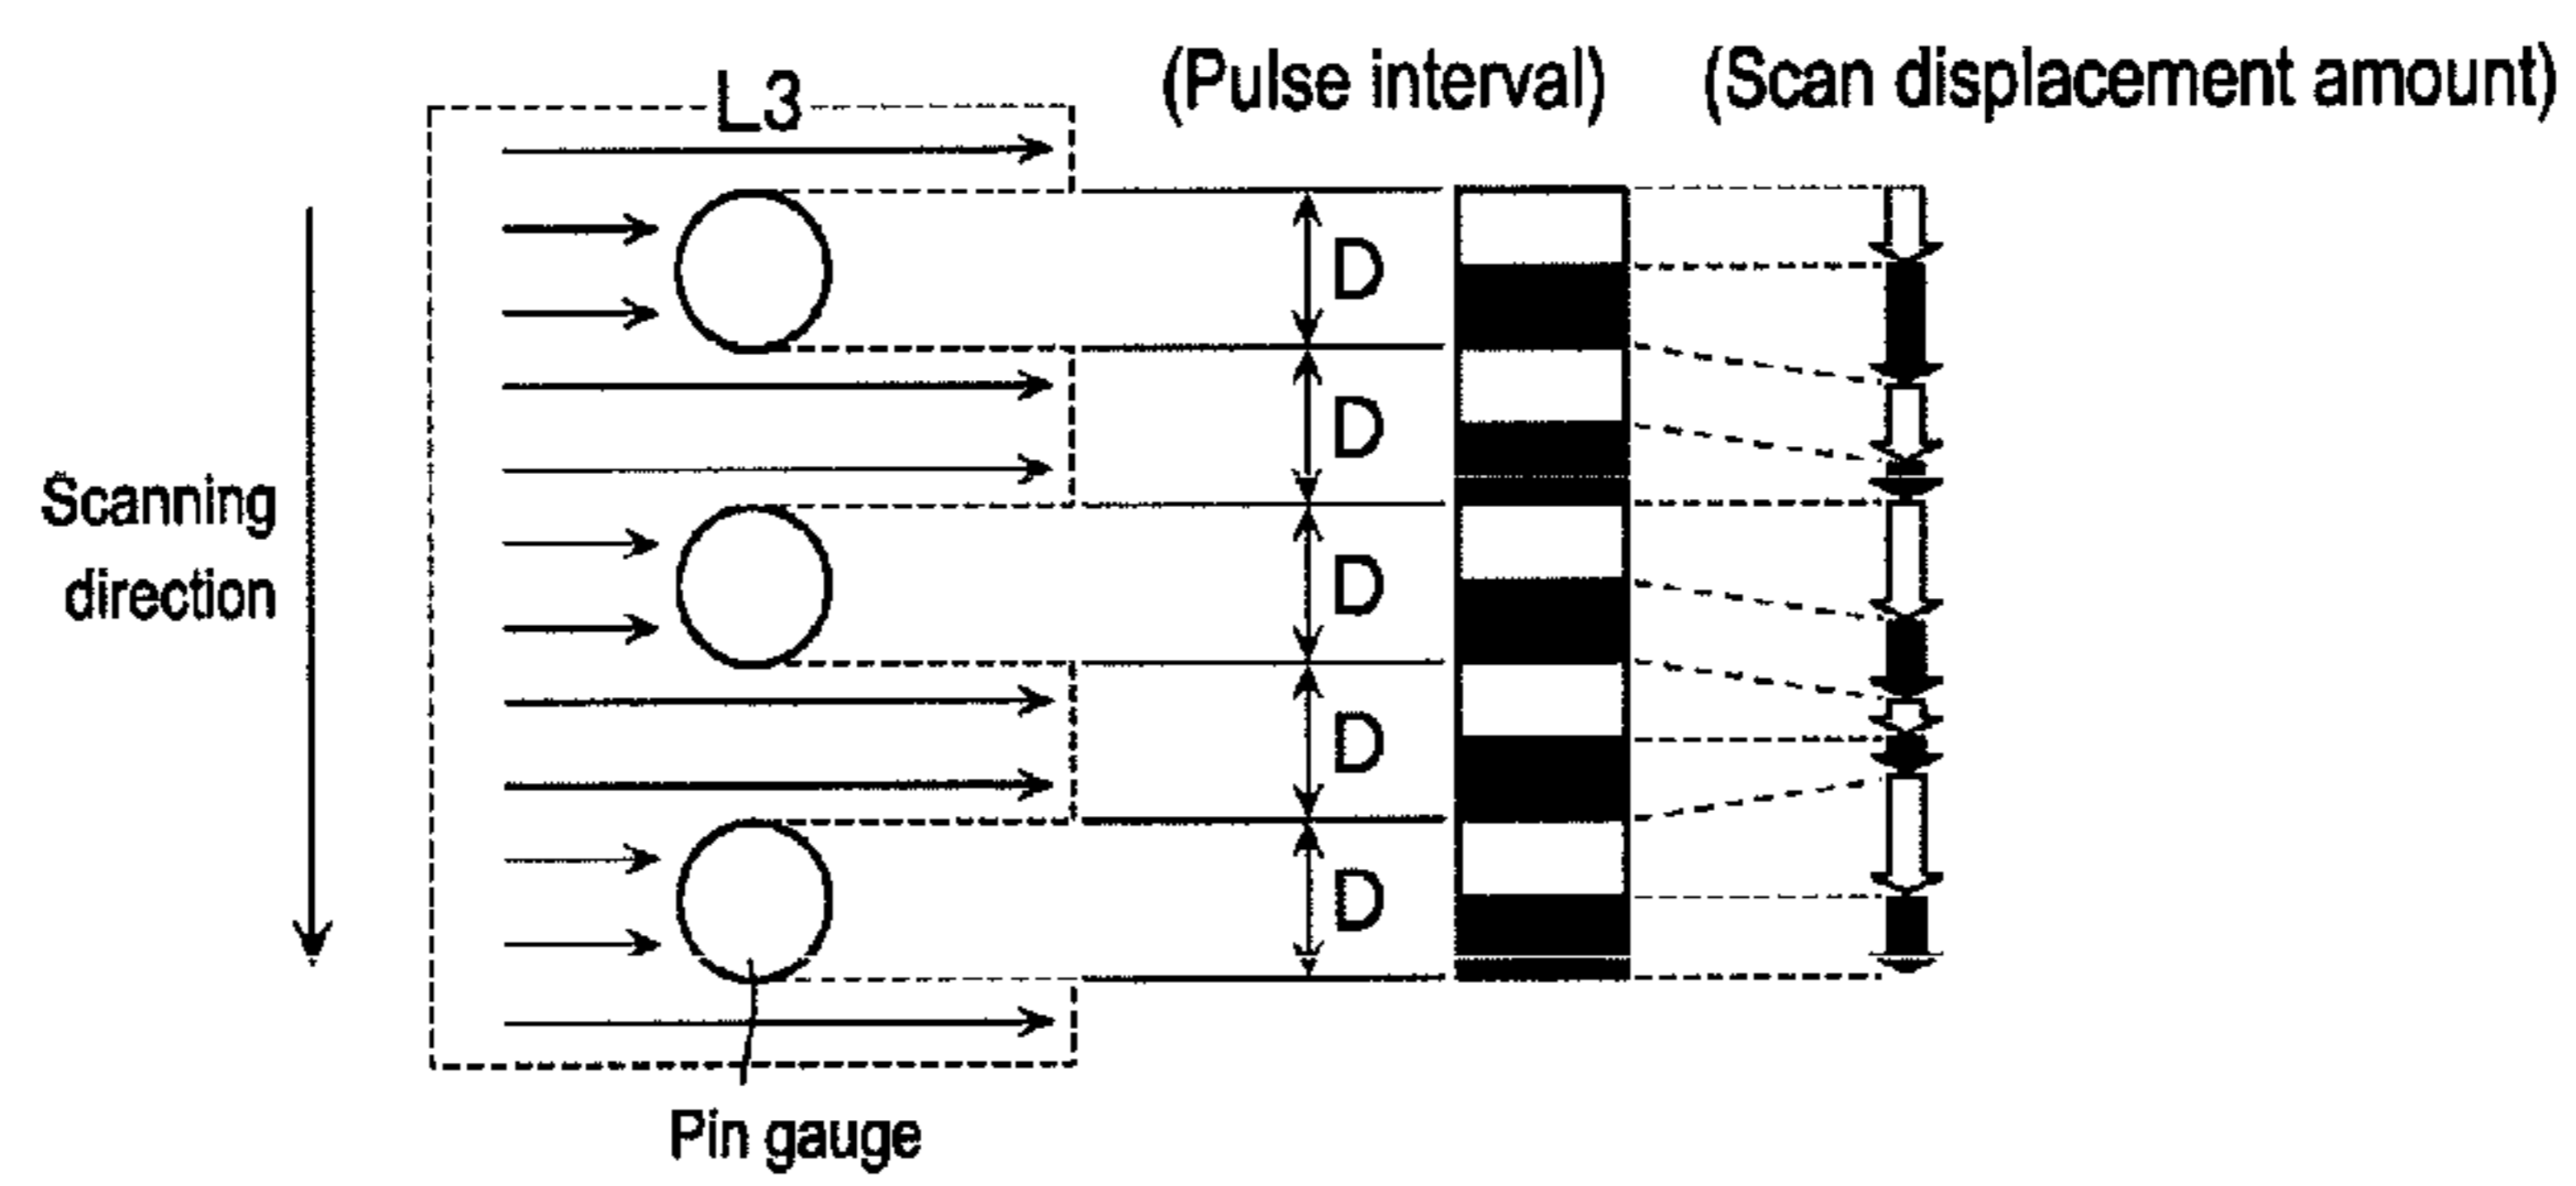 L3
(Pulse interval)
(Scan displacement amount)
D
D
D
D
D
Scanning
direction
Pin gauge